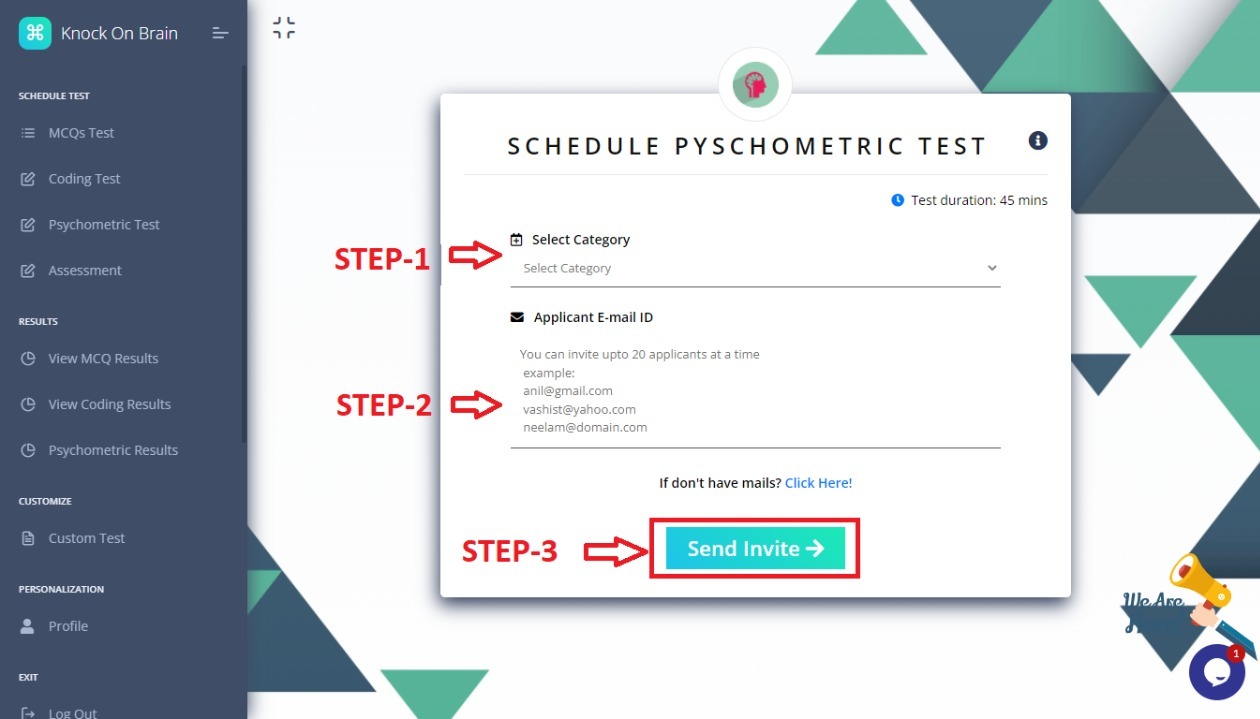 Knock On Brain
SCHEDULE TEST
MCQs Test
Coding Test
Psychometric Test
Assessment
RESULTS
View MCQ Results
View Coding Results
Psychometric Results
CUSTOMIZE
Custom Test
PERSONALIZATION
Profile
EXIT
Log Out
SCHEDULE PYSCHOMETRIC TEST
Test duration: 45 mins
STEP-1
Select Category
Select Category
Applicant E-mail ID
You can invite upto 20 applicants at a time
example:
anil@gmail.com
STEP-2
vashist@yahoo.com
neelam@domain.com
If don't have mails? Click Here!
STEP-3
Send Invite
We Are
1